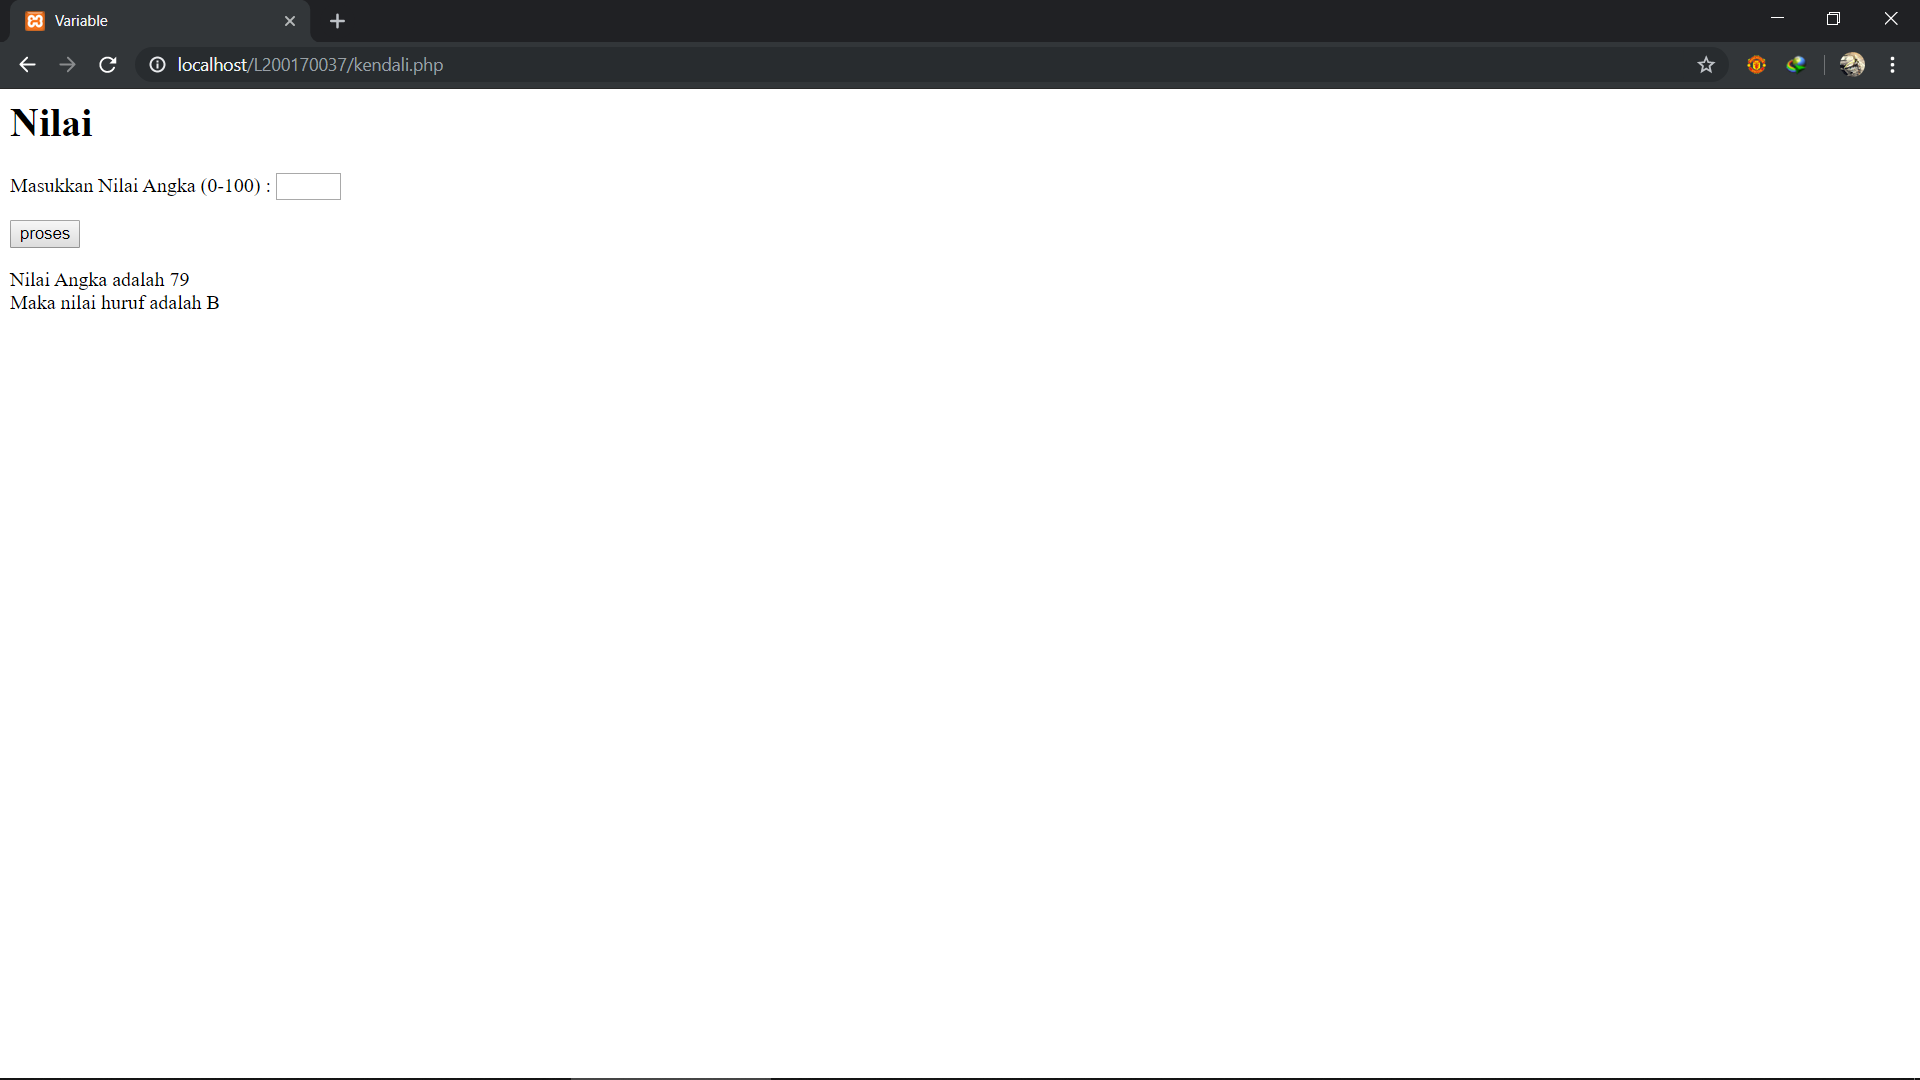 Variable
localhost/L200170037/kendali.php
Nilai
Masukkan Nilai Angka (0-100) :
proses
Nilai Angka adalah 79
Maka nilai huruf adalah B